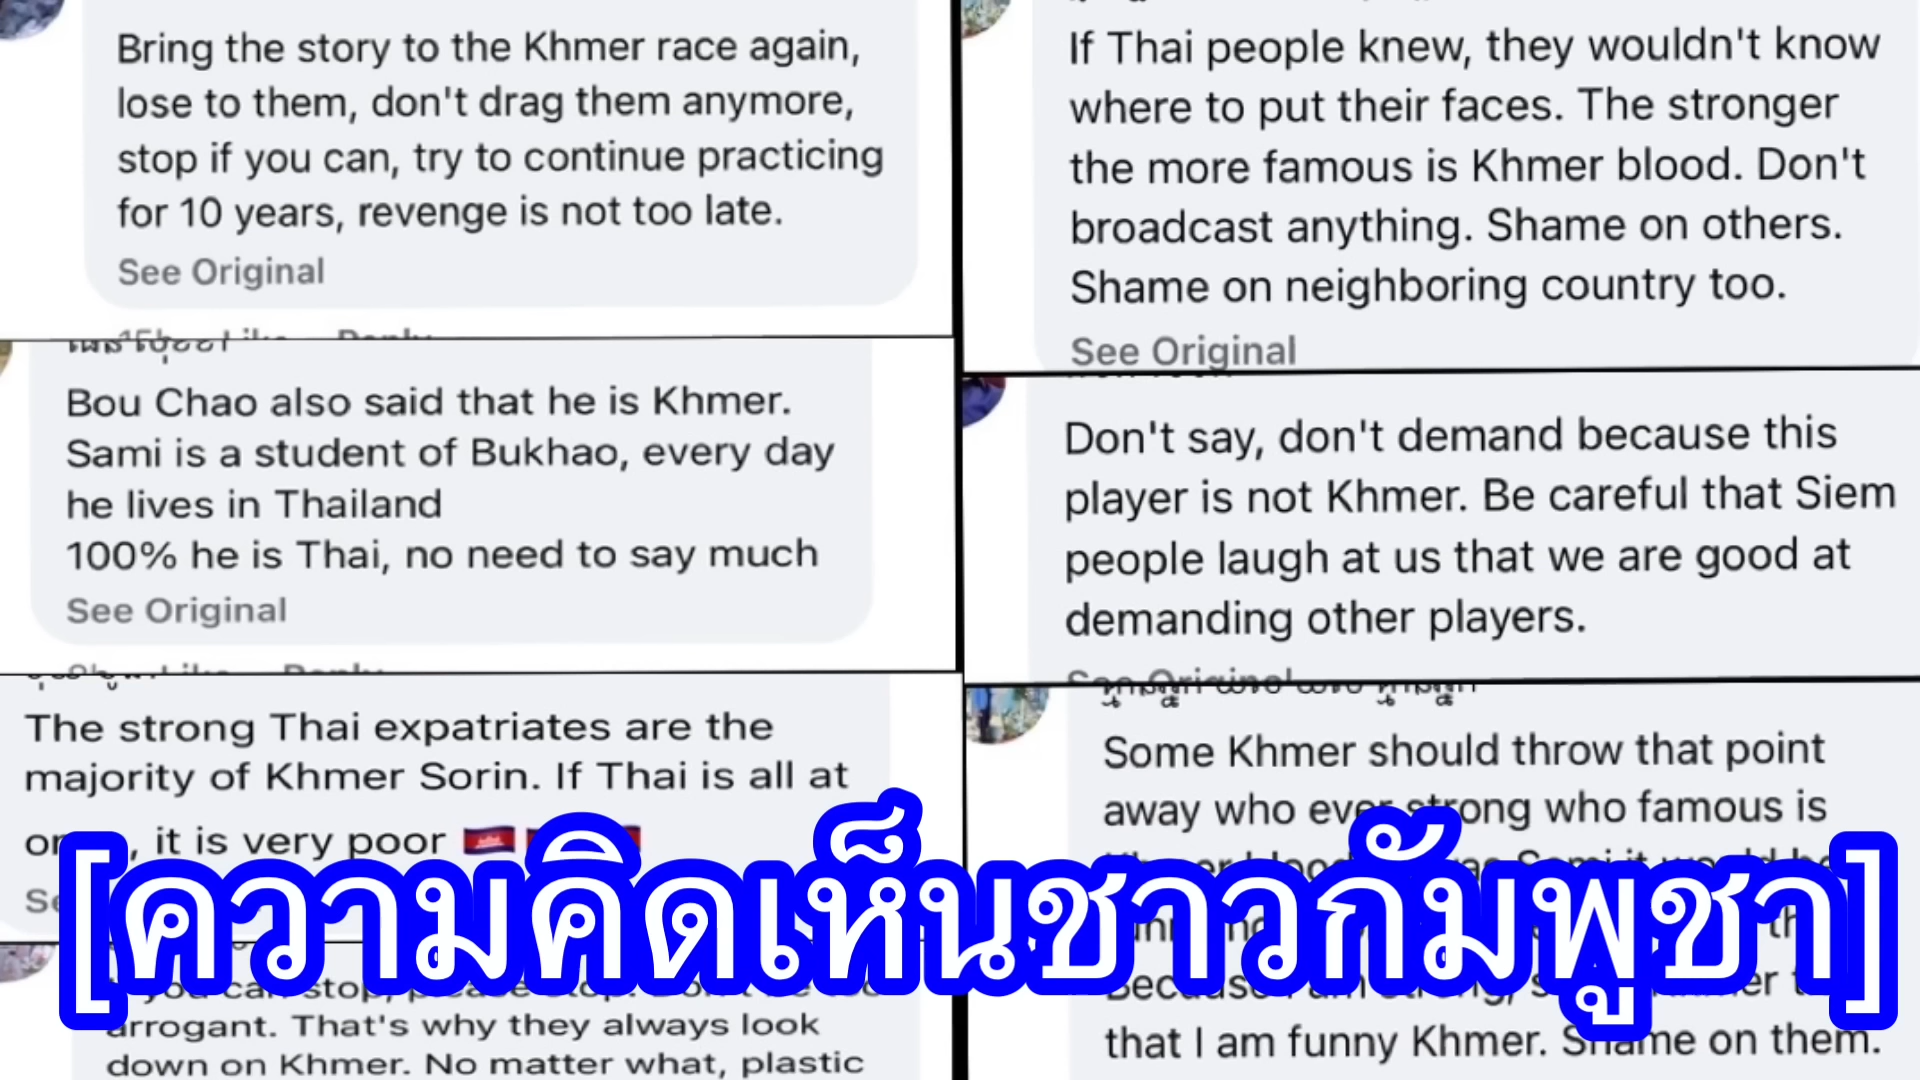 Bring the story to the Khmer race again,
lose to them, don't drag them anymore,
stop if you can, try to continue practicing
for 10 years, revenge is not too late.
See Original
Bou Chao also said that he is Khmer.
Sami is a student of Bukhao, every day
he lives in Thailand
100% he is Thai, no need to say much
See Original
The strong Thai expatriates are the
majority of Khmer Sorin. If Thai is all at
it is very poor
you can stop,
arrogant. That's why they always look
down on Khmer. No matter what, plastic
If Thai people knew, they wouldn't know
where to put their faces. The stronger
the more famous is Khmer blood. Don't
broadcast anything. Shame on others.
Shame on neighboring country too.
See Original
Don't say, don't demand because this
player is not Khmer. Be careful that Siem
people laugh at us that we are good at
demanding other players.
See Original
Some Khmer should throw that point
away who ever strong who famous is
that I am funny Khmer. Shame on them.
[ความคิดเห็นชาวกัมพูชา]